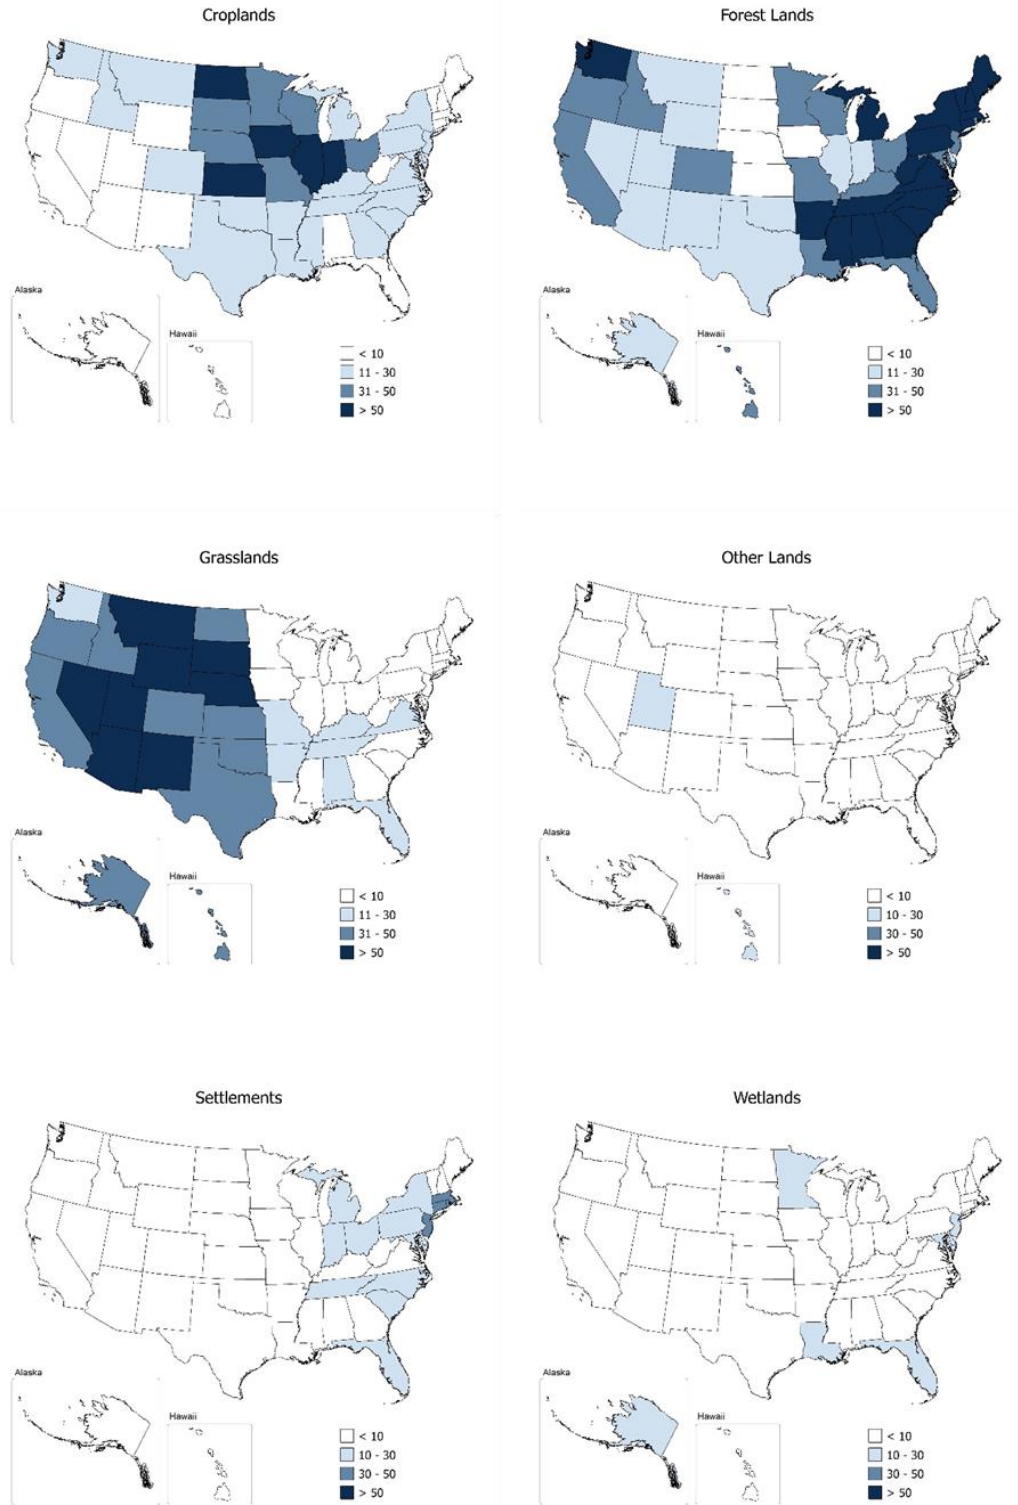 Croplands
Alaska
Hawaii
< 10
11 - 30
31 - 50
> 50
Forest Lands
Alaska
Hawaii
< 10
11 - 30
31 - 50
> 50
Grasslands
Alaska
Hawaii
< 10
11 - 30
31 - 50
> 50
Other Lands
Alaska
Hawaii
< 10
10 - 30
30 - 50
> 50
Settlements
Alaska
Hawaii
< 10
10 - 30
30 - 50
> 50
Wetlands
Alaska
Hawaii
< 10
10 - 30
30 - 50
> 50